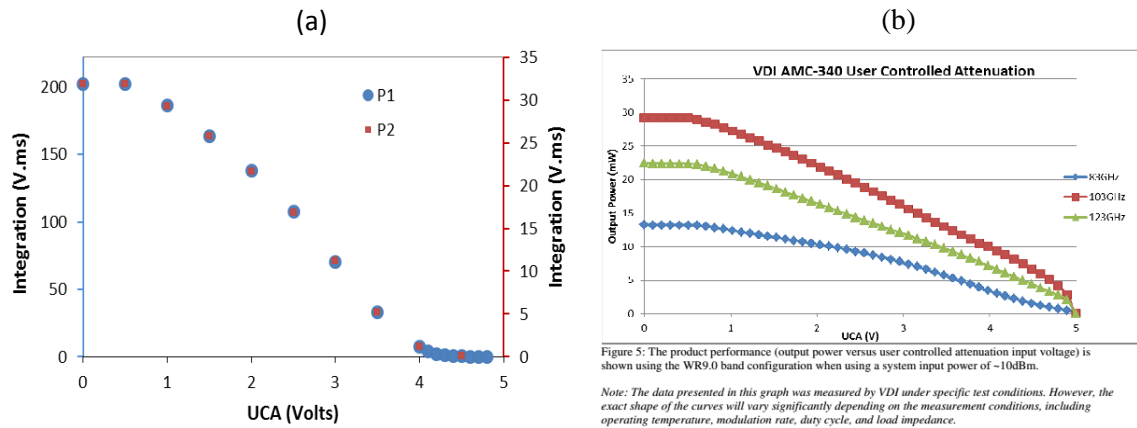 (a)
Integration (V.ms)
200
150
100
50
0
35
30
25
20
15
10
5
0
Integration (V.ms)
P1
P2
0 1 2 3 4 5
UCA (Volts)
(b)
VDI AMC-340 User Controlled Attenuation
Output Power (mW)
35
30
25
20
15
10
5
0
83GHz
103GHz
123GHz
0 1 2 3 4 5
UCA (V)
Figure 5: The product performance (output power versus user controlled attenuation input voltage) is
shown using the WR9.0 band configuration when using a system input power of ~10dBm.
Note: The data presented in this graph was measured by VDI under specific test conditions. However, the
exact shape of the curves will vary significantly depending on the measurement conditions, including
operating temperature, modulation rate, duty cycle, and load impedance.